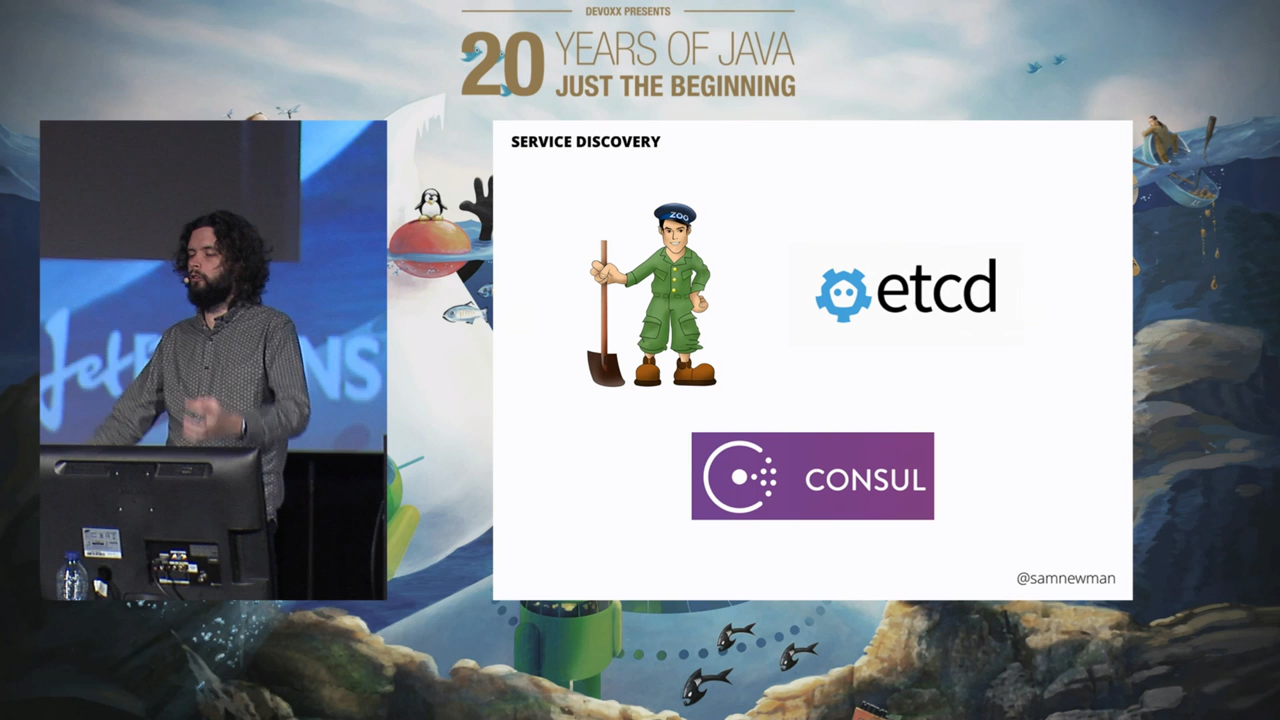 DEVOXX PRESENTS
20 YEARS OF JAVA
JUST THE BEGINNING
SERVICE DISCOVERY
ZOO
etcd
CONSUL
@samnewman